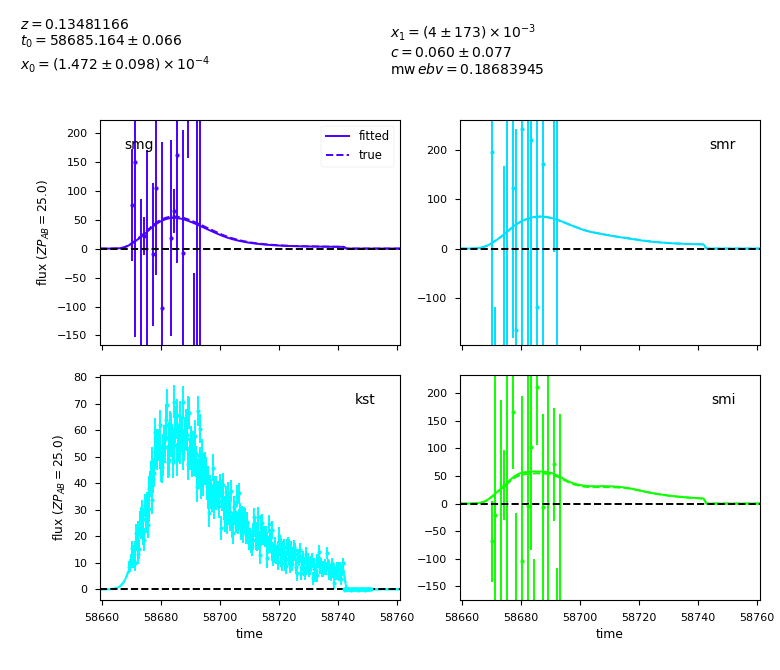 z = 0.13481166
t0 = 58685.164 ± 0.066
x0 = (1.472 ± 0.098) × 10^−4
x1 = (4 ± 173) × 10^−3
c = 0.060 ± 0.077
mw ebv = 0.18683945
smg
fitted
true
200
150
100
50
0
−50
−100
−150
flux (ZP_AB = 25.0)
smr
200
100
0
−100
kst
80
70
60
50
40
30
20
10
0
flux (ZP_AB = 25.0)
58660 58680 58700 58720 58740 58760
time
smi
200
150
100
50
0
−50
−100
−150
58660 58680 58700 58720 58740 58760
time